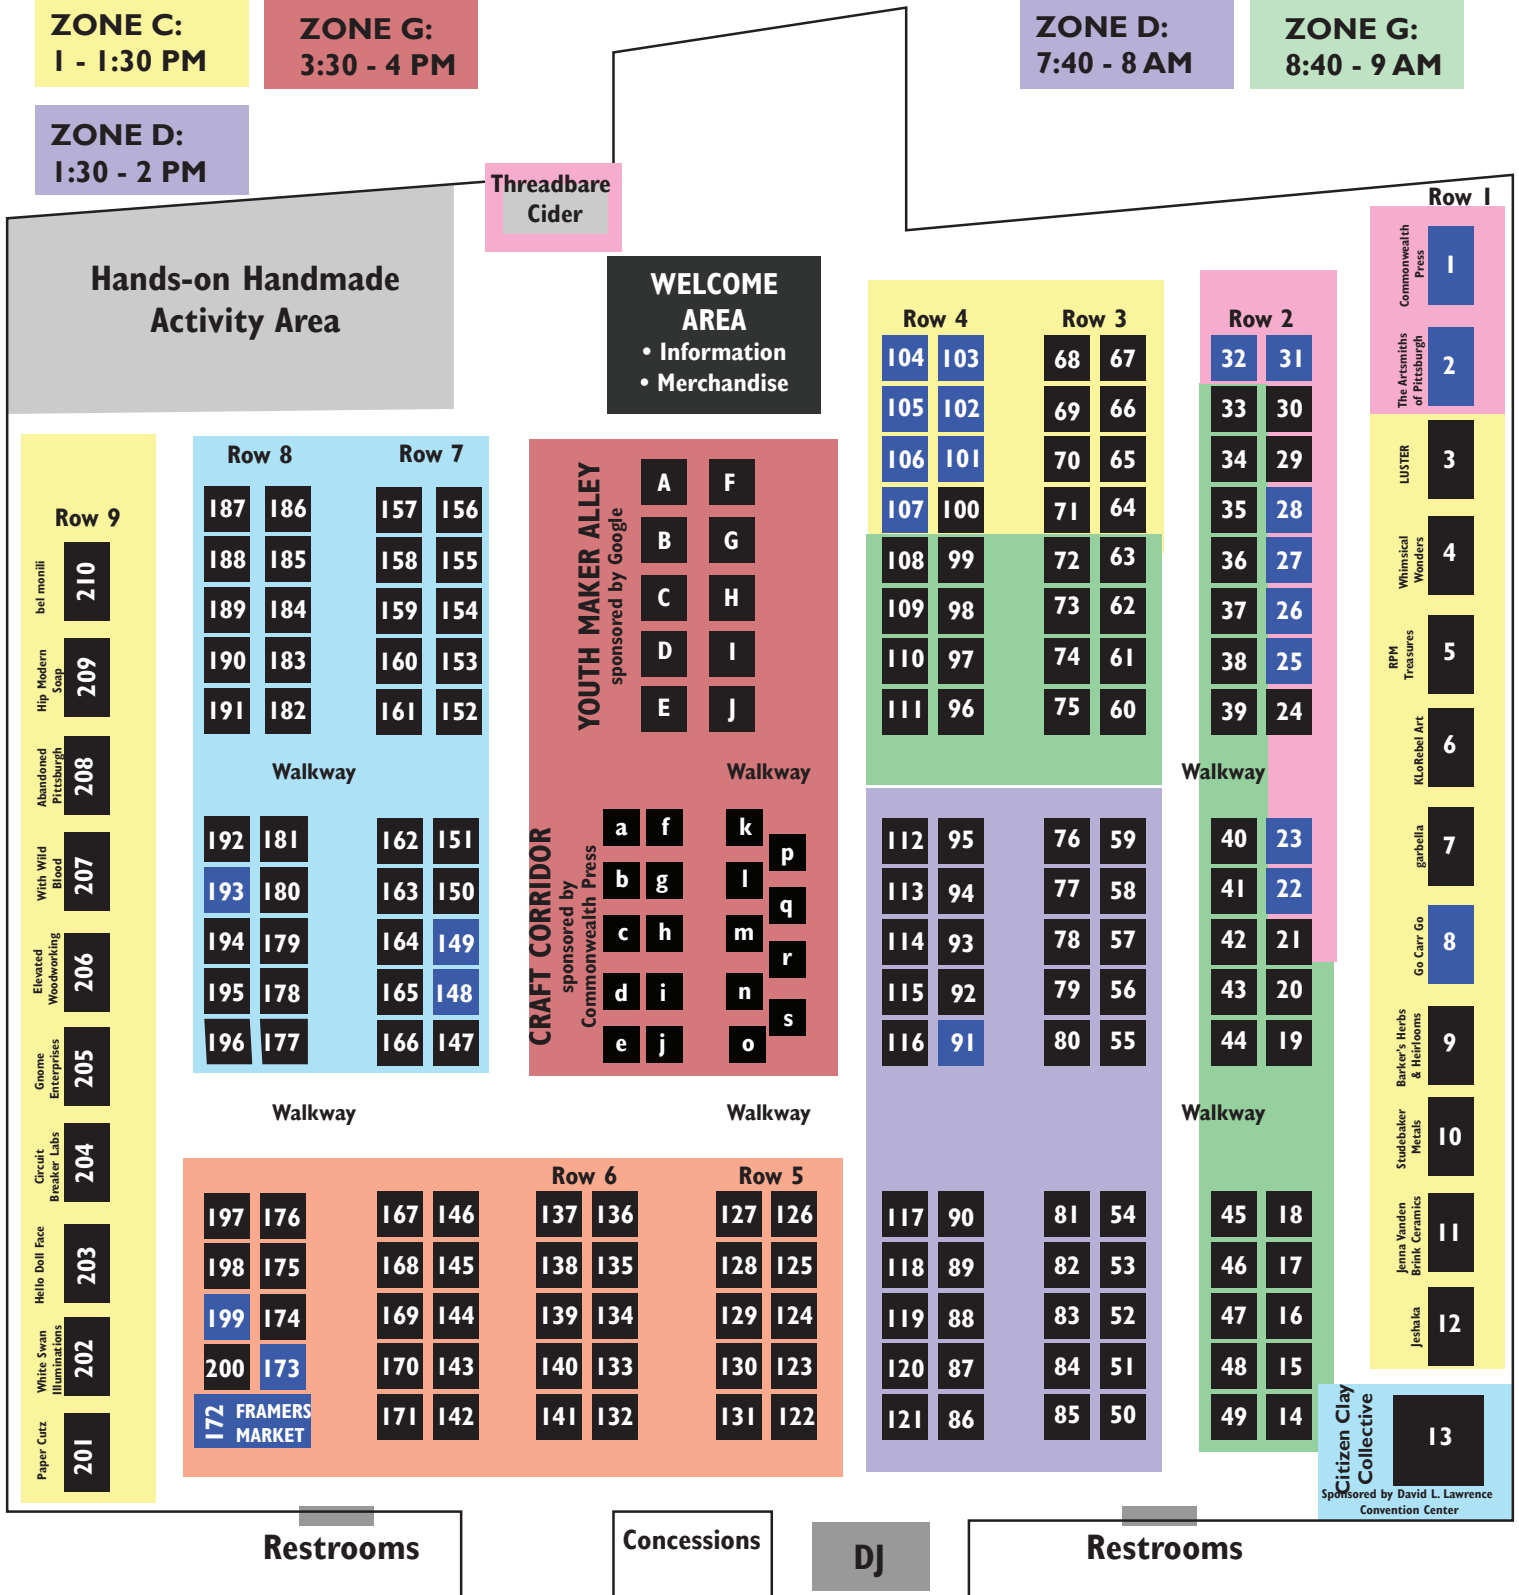 ZONE C:
1 - 1:30 PM
ZONE G:
3:30 - 4 PM
ZONE D:
7:40 - 8 AM
ZONE G:
8:40 - 9 AM
ZONE D:
1:30 - 2 PM
Threadbare
Cider
Hands-on Handmade
Activity Area
WELCOME
AREA
• Information
• Merchandise
Row 1
Commonwealth
Press
1
The Artsmiths
of Pittsburgh
2
LUSTER
3
Whimsical
Wonders
4
RPM
Treasures
5
KLoRebel Art
6
garbella
7
Go Carr Go
8
Barker's Herbs
& Heirlooms
9
Studebaker
Metals
10
Jenna Vanden
Brink Ceramics
11
Jeshaka
12
Citizen Clay
Collective
13
Sponsored by David L. Lawrence
Convention Center
Row 2
32 31
33 30
34 29
35 28
36 27
37 26
38 25
39 24
Walkway
40 23
41 22
42 21
43 20
44 19
Walkway
45 18
46 17
47 16
48 15
49 14
Row 4 Row 3
104 103 68 67
105 102 69 66
106 101 70 65
107 100 71 64
108 99 72 63
109 98 73 62
110 97 74 61
111 96 75 60
112 95 76 59
113 94 77 58
114 93 78 57
115 92 79 56
116 91 80 55
117 90 81 54
118 89 82 53
119 88 83 52
120 87 84 51
121 86 85 50
YOUTH MAKER ALLEY
sponsored by Google
A F
B G
C H
D I
E J
Walkway
CRAFT CORRIDOR
sponsored by
Commonwealth Press
a f k
p
b g l
q
c h m
r
d i n
s
e j o
Walkway
Row 8 Row 7
187 186 157 156
188 185 158 155
189 184 159 154
190 183 160 153
191 182 161 152
Walkway
192 181 162 151
193 180 163 150
194 179 164 149
195 178 165 148
196 177 166 147
Walkway
Row 6 Row 5
197 176 167 146 137 136 127 126
198 175 168 145 138 135 128 125
199 174 169 144 139 134 129 124
200 173 170 143 140 133 130 123
172 FRAMERS
MARKET
171 142 141 132 131 122
Row 9
bel monili
210
Hip Modern
Soap
209
Abandoned
Pittsburgh
208
With Wild
Blood
207
Elevated
Woodworking
206
Gnome
Enterprises
205
Circuit
Breaker Labs
204
Hello Doll Face
203
White Swan
Illuminations
202
Paper Cutz
201
Restrooms
Concessions
DJ
Restrooms